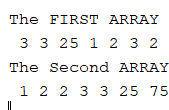 The FIRST ARRAY
3 3 25 1 2 3 2
The Second ARRAY
1 2 2 3 3 25 75